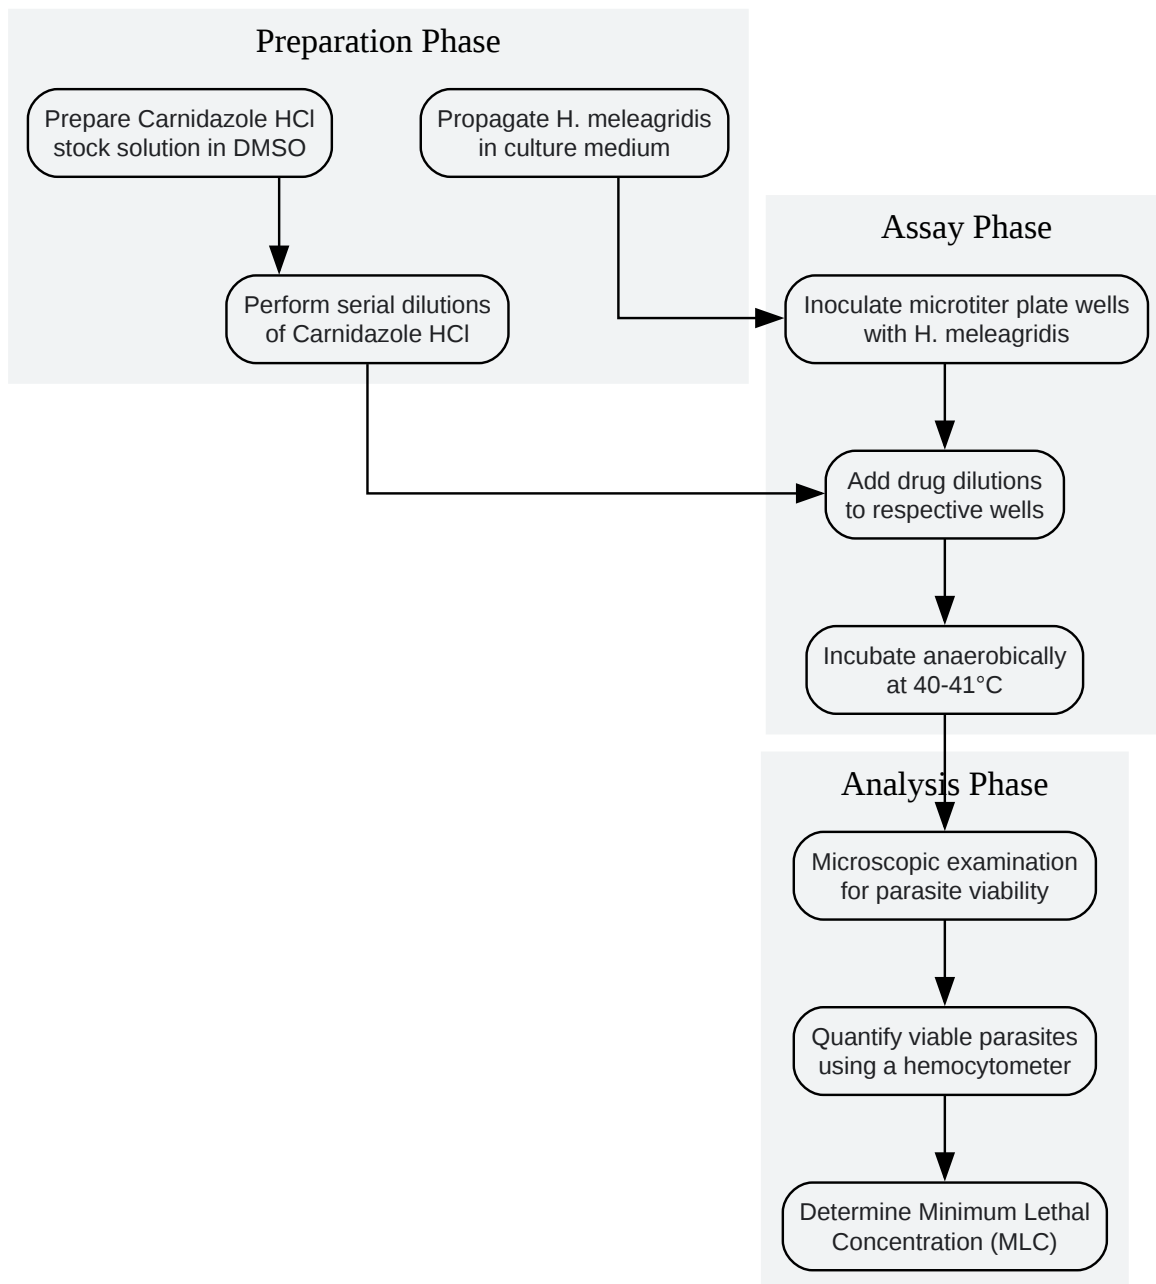 Preparation Phase
Prepare Carnidazole HCl
stock solution in DMSO
Propagate H. meleagridis
in culture medium
Perform serial dilutions
of Carnidazole HCl
Assay Phase
Inoculate microtiter plate wells
with H. meleagridis
Add drug dilutions
to respective wells
Incubate anaerobically
at 40-41°C
Analysis Phase
Microscopic examination
for parasite viability
Quantify viable parasites
using a hemocytometer
Determine Minimum Lethal
Concentration (MLC)